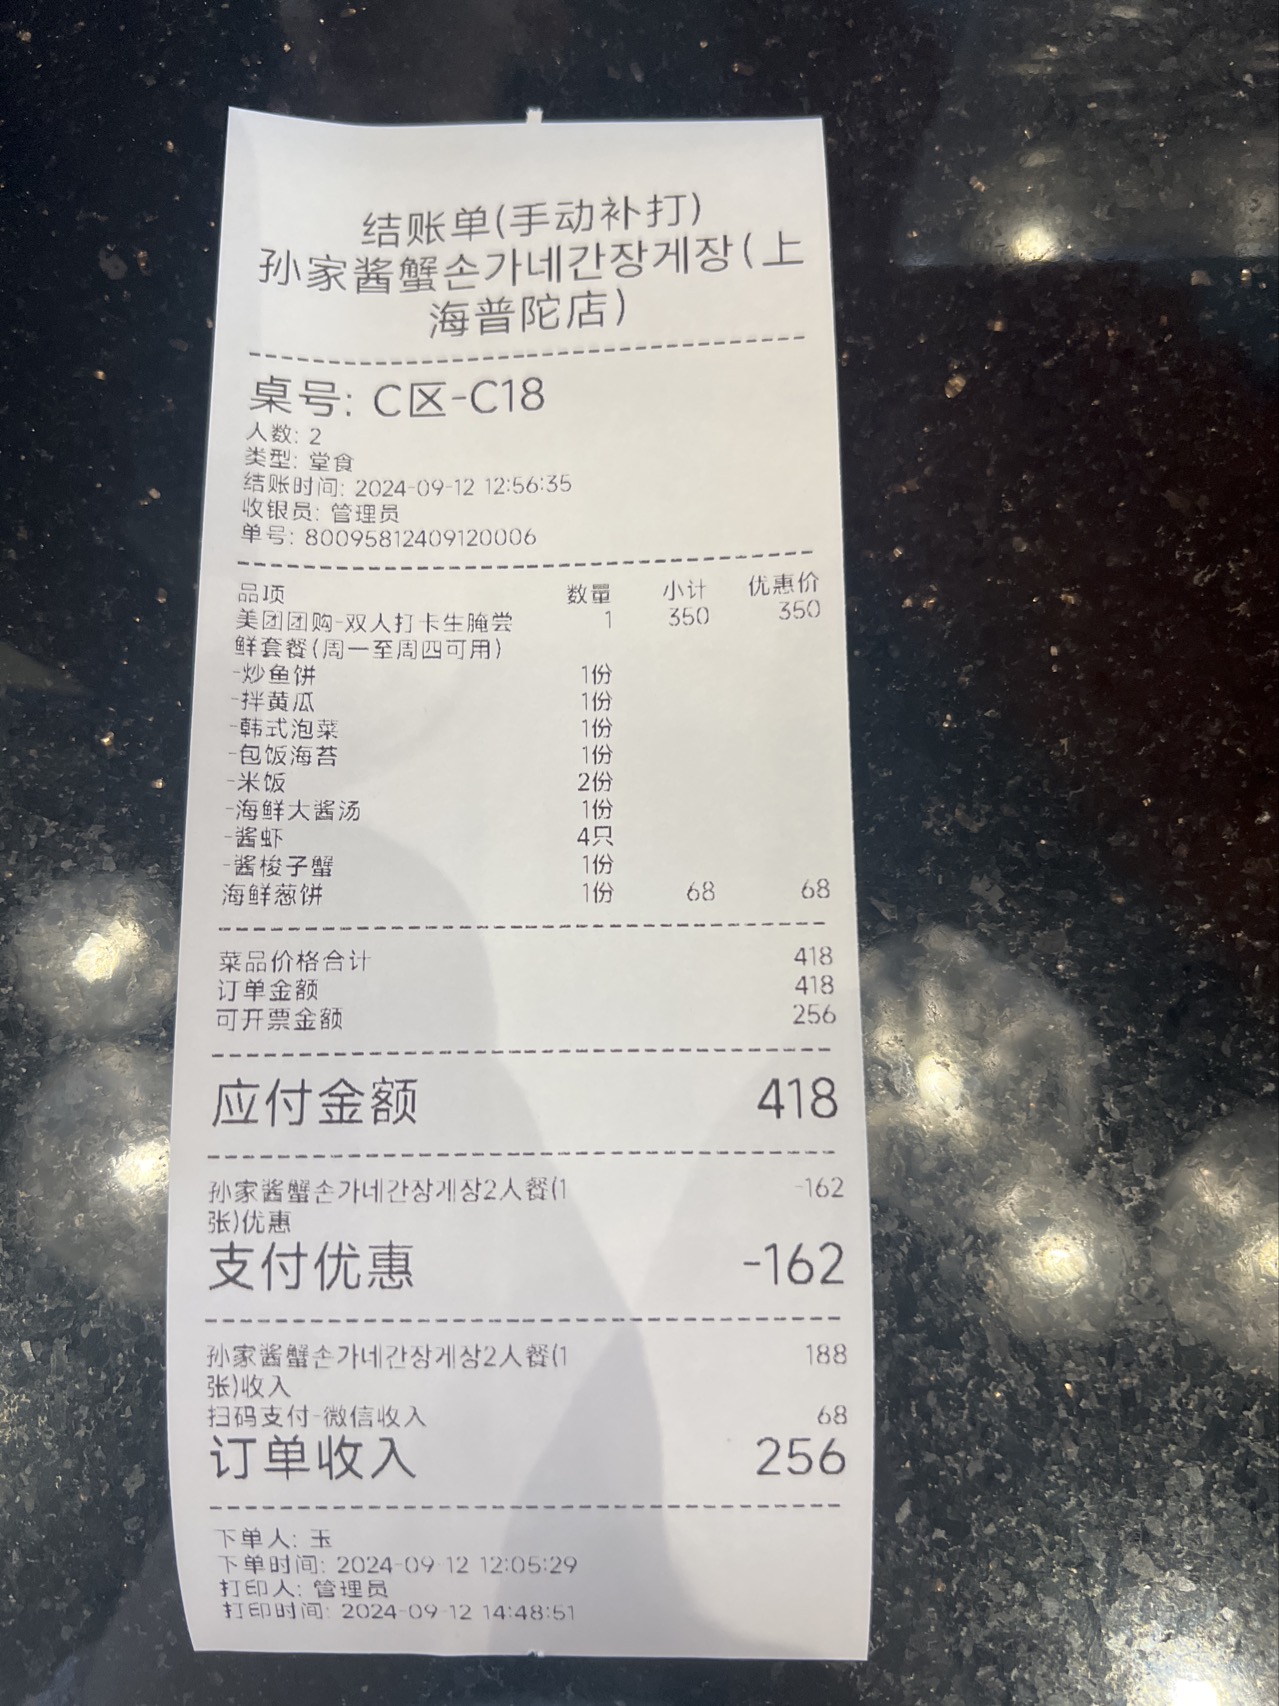 结账单(手动补打)
孙家酱蟹손가네간장게장(上
海普陀店)
桌号: C区-C18
人数: 2
类型: 堂食
结账时间: 2024-09-12 12:56:35
收银员: 管理员
单号: 80095812409120006
品项 数量 小计 优惠价
美团团购-双人打卡生腌尝 1 350 350
鲜套餐(周一至周四可用)
-炒鱼饼 1份
-拌黄瓜 1份
-韩式泡菜 1份
-包饭海苔 1份
-米饭 2份
-海鲜大酱汤 1份
-酱虾 4只
-酱梭子蟹 1份
海鲜葱饼 1份 68 68
菜品价格合计 418
订单金额 418
可开票金额 256
应付金额 418
孙家酱蟹손가네간장게장2人餐(1 -162
张)优惠
支付优惠 -162
孙家酱蟹손가네간장게장2人餐(1 188
张)收入
扫码支付-微信收入 68
订单收入 256
下单人: 玉
下单时间: 2024-09-12 12:05:29
打印人: 管理员
打印时间: 2024-09-12 14:48:51